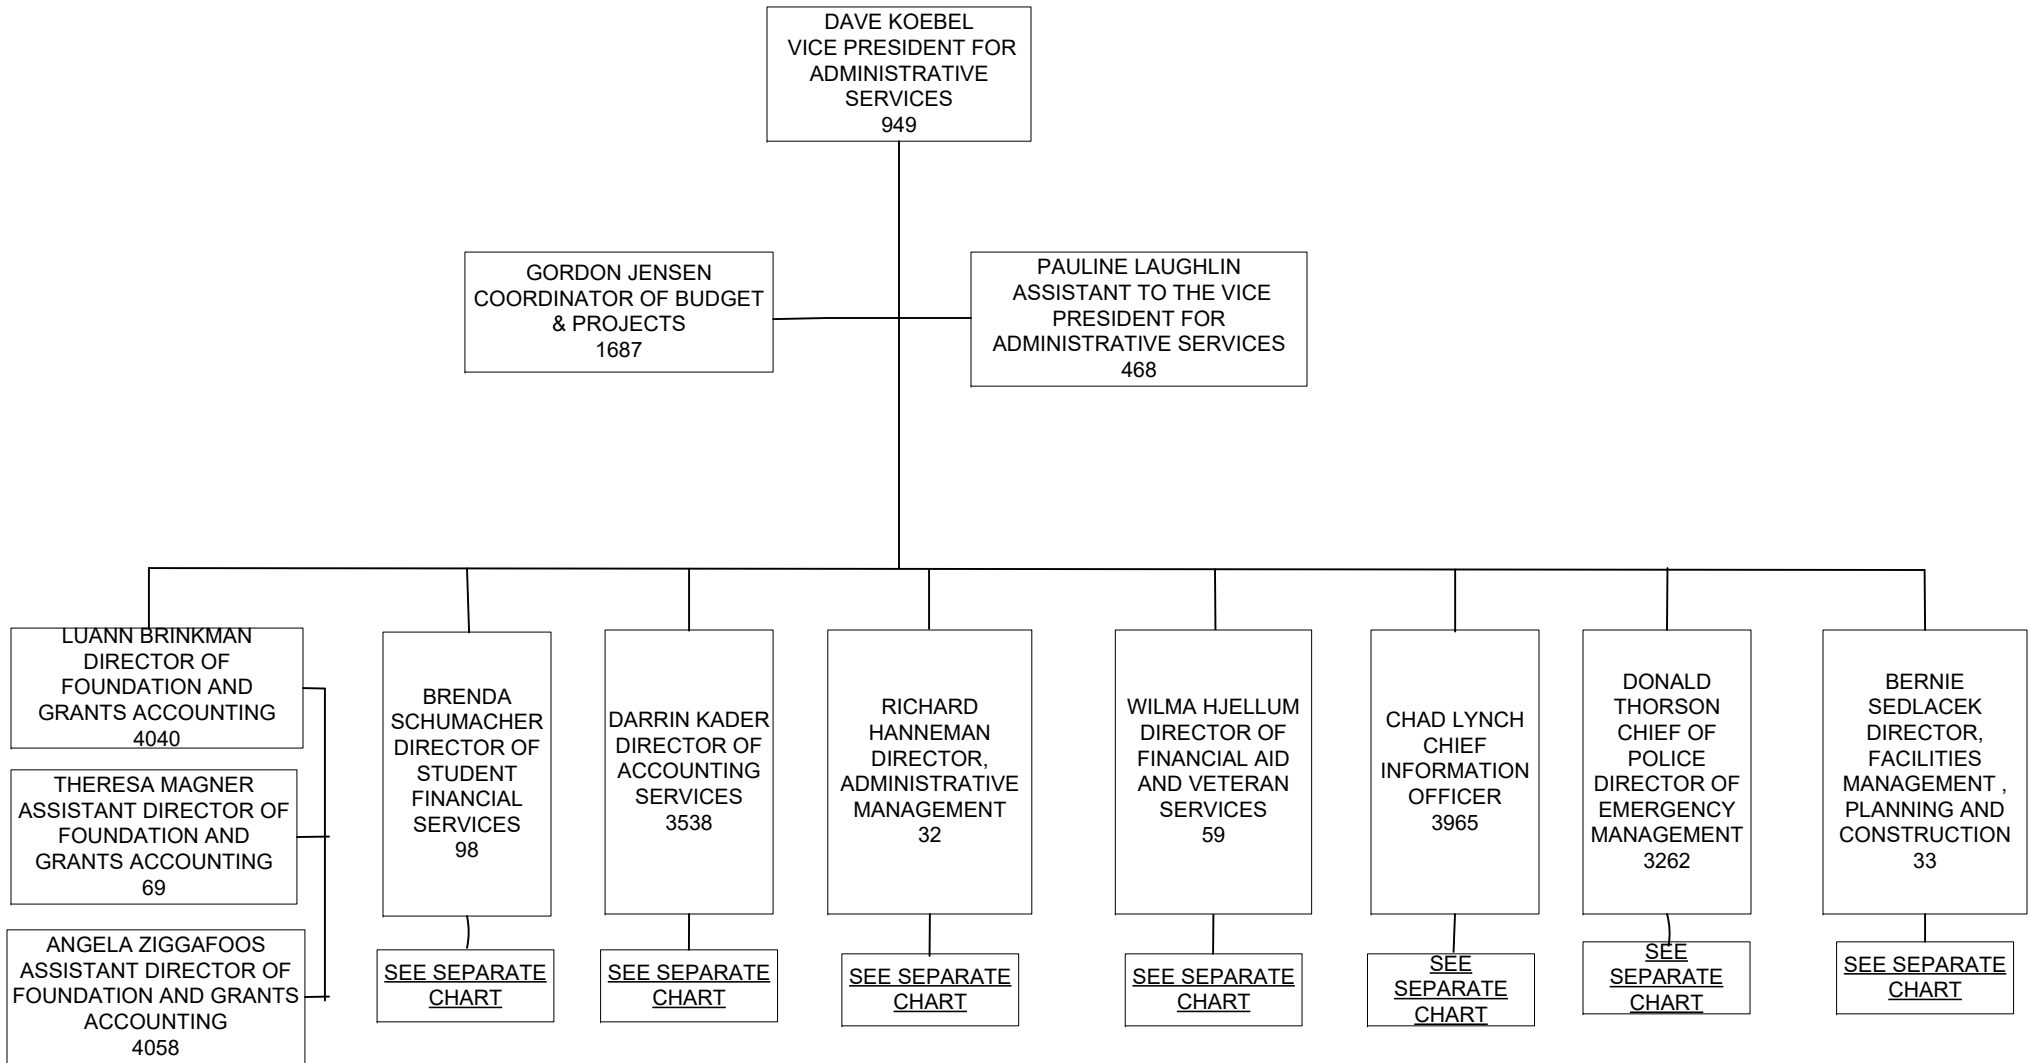 DAVE KOEBEL
VICE PRESIDENT FOR
ADMINISTRATIVE
SERVICES
949
GORDON JENSEN
COORDINATOR OF BUDGET
& PROJECTS
1687
PAULINE LAUGHLIN
ASSISTANT TO THE VICE
PRESIDENT FOR
ADMINISTRATIVE SERVICES
468
LUANN BRINKMAN
DIRECTOR OF
FOUNDATION AND
GRANTS ACCOUNTING
4040
THERESA MAGNER
ASSISTANT DIRECTOR OF
FOUNDATION AND
GRANTS ACCOUNTING
69
ANGELA ZIGGAFOOS
ASSISTANT DIRECTOR OF
FOUNDATION AND GRANTS
ACCOUNTING
4058
BRENDA
SCHUMACHER
DIRECTOR OF
STUDENT
FINANCIAL
SERVICES
98
SEE SEPARATE
CHART
DARRIN KADER
DIRECTOR OF
ACCOUNTING
SERVICES
3538
SEE SEPARATE
CHART
RICHARD
HANNEMAN
DIRECTOR,
ADMINISTRATIVE
MANAGEMENT
32
SEE SEPARATE
CHART
WILMA HJELLUM
DIRECTOR OF
FINANCIAL AID
AND VETERAN
SERVICES
59
SEE SEPARATE
CHART
CHAD LYNCH
CHIEF
INFORMATION
OFFICER
3965
SEE
SEPARATE
CHART
DONALD
THORSON
CHIEF OF
POLICE
DIRECTOR OF
EMERGENCY
MANAGEMENT
3262
SEE
SEPARATE
CHART
BERNIE
SEDLACEK
DIRECTOR,
FACILITIES
MANAGEMENT ,
PLANNING AND
CONSTRUCTION
33
SEE SEPARATE
CHART